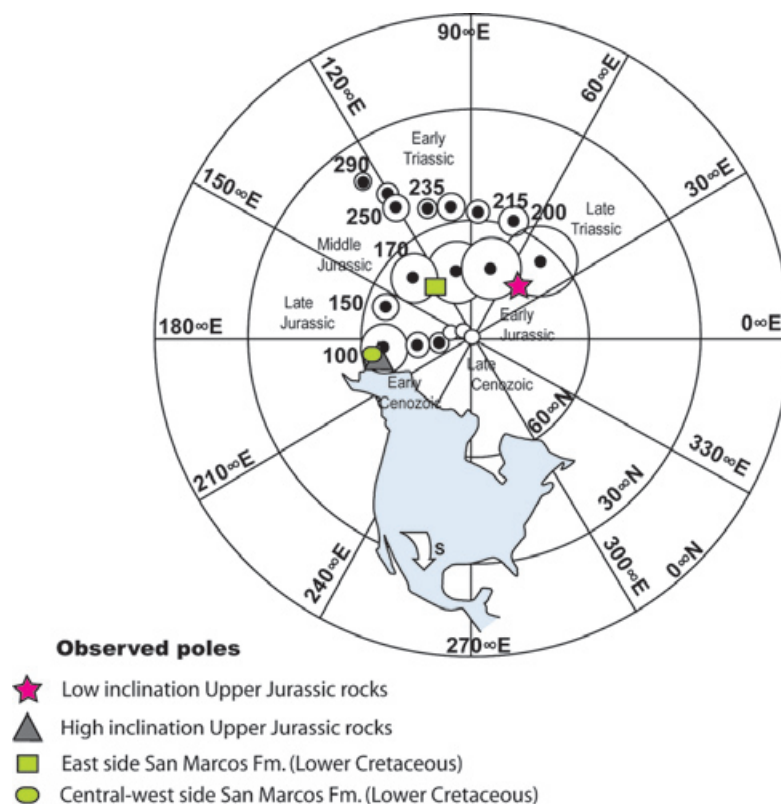 90∞E
120∞E
60∞E
Early
Triassic
290
235
150∞E
30∞E
250
215
200
Late
Triassic
Middle
Jurassic
170
Late
Jurassic
150
Early
Jurassic
180∞E
0∞E
100
Late
Cenozoic
Early
Cenozoic
60∞N
210∞E
330∞E
30∞N
S
240∞E
300∞E
0∞N
270∞E
Observed poles
Low inclination Upper Jurassic rocks
High inclination Upper Jurassic rocks
East side San Marcos Fm. (Lower Cretaceous)
Central-west side San Marcos Fm. (Lower Cretaceous)